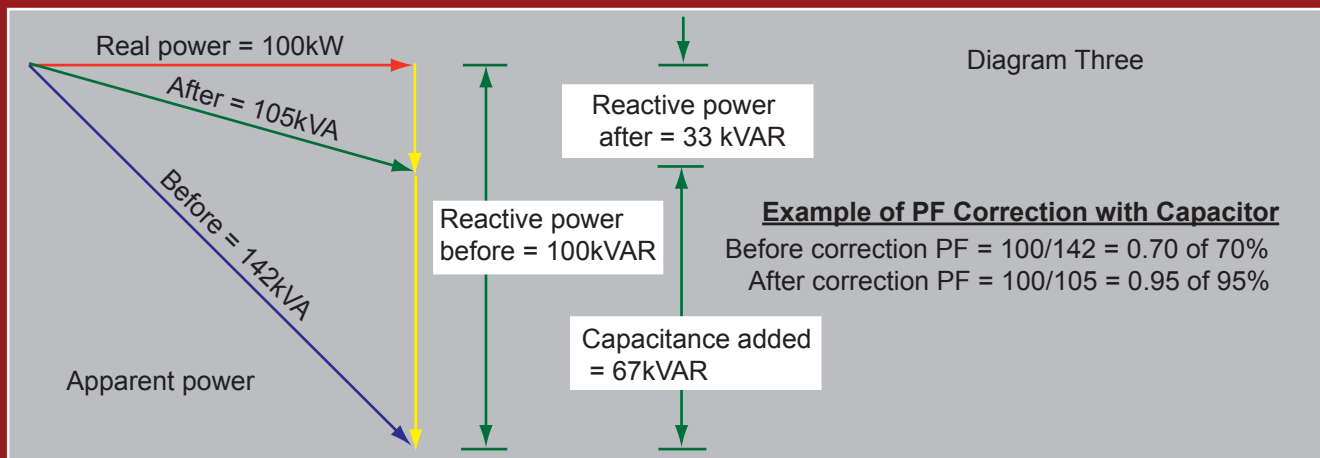 Real power = 100kW
After = 105kVA
Before = 142kVA
Apparent power
Reactive power
before = 100kVAR
Reactive power
after = 33 kVAR
Capacitance added
= 67kVAR
Diagram Three
Example of PF Correction with Capacitor
Before correction PF = 100/142 = 0.70 of 70%
After correction PF = 100/105 = 0.95 of 95%